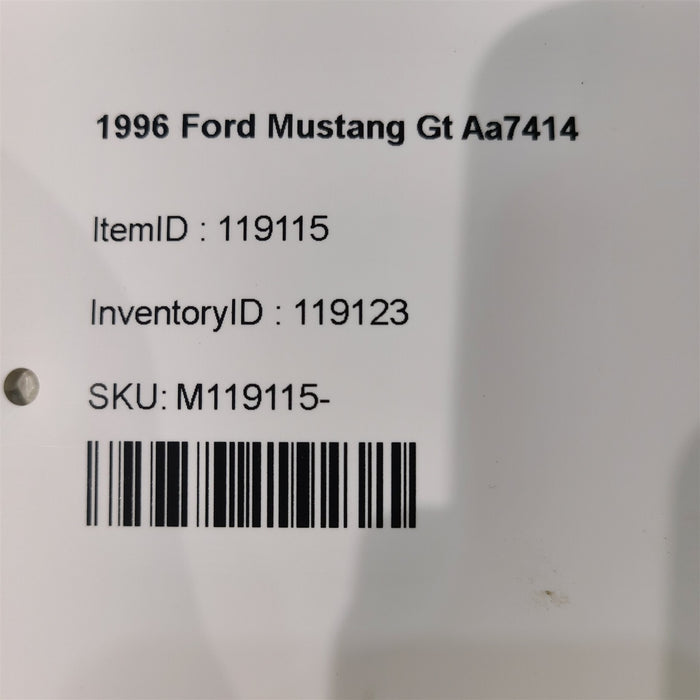 1996 Ford Mustang Gt Aa7414
ItemID : 119115
InventoryID : 119123
SKU: M119115-